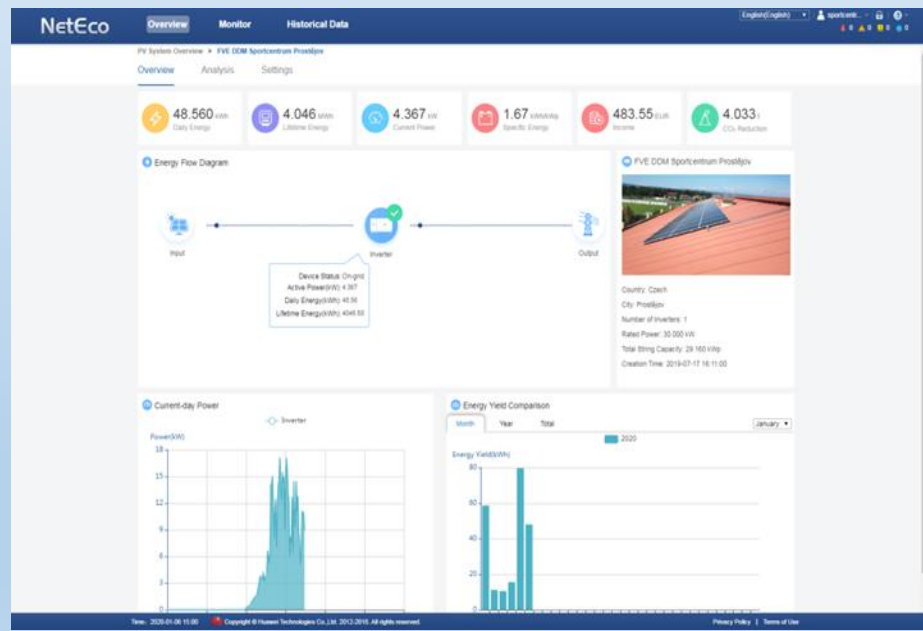 NetEco
Overview Monitor Historical Data
English(English)
PV System Overview > FVE DDM Sportcentrum Prostějov
Overview Analysis Settings
48.560 kWh
Daily Energy
4.046 MWh
Lifetime Energy
4.367 kW
Current Power
1.67 kWh/kWp
Specific Energy
483.55 EUR
Income
4.033 t
CO₂ Reduction
Energy Flow Diagram
Input
Inverter
Output
Device Status: On-grid
Active Power(kW): 4.367
Daily Energy(kWh): 48.56
Lifetime Energy(kWh):
FVE DDM Sportcentrum Prostějov
Country: Czech
City: Prostějov
Number of Inverters: 1
Rated Power: 30.000 kW
Total String Capacity: 29.160 kWp
Creation Time: 2019-07-17 16:11:00
Current-day Power
Inverter
Power(kW)
18
15
12
9
6
3
0
Energy Yield Comparison
Month Year Total
January
2020
Energy Yield(kWh)
80
60
40
20
0
Time: 2020-01-06 15:00 Copyright © Huawei Technologies Co., Ltd. 2012-2018. All rights reserved. Privacy Policy | Terms of Use